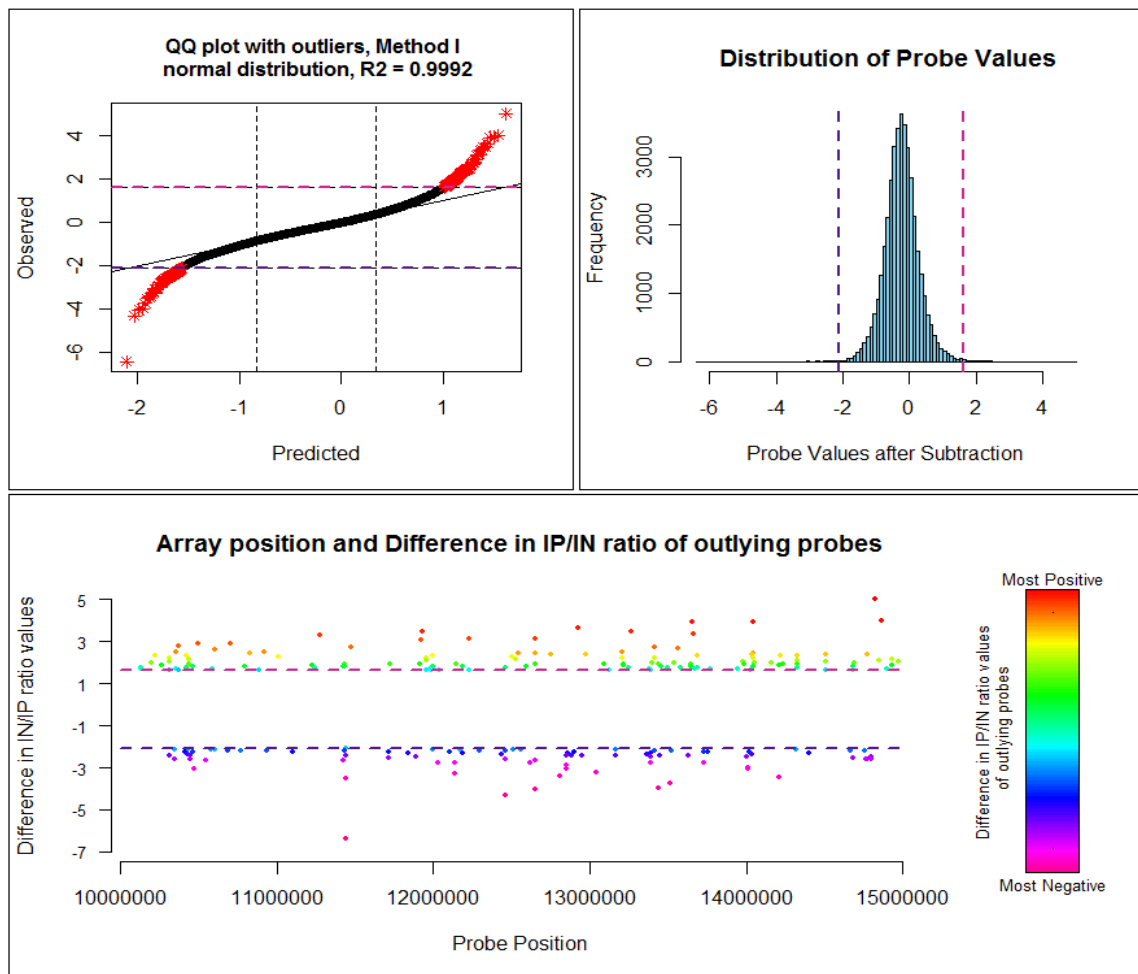 QQ plot with outliers, Method I
normal distribution, R2 = 0.9992
Observed
4
2
0
-2
-4
-6
-2
-1
0
1
Predicted
Distribution of Probe Values
Frequency
3000
2000
1000
0
-6
-4
-2
0
2
4
Probe Values after Subtraction
Array position and Difference in IP/IN ratio of outlying probes
Difference in IN/IP ratio values
5
3
1
-1
-3
-5
-7
10000000
11000000
12000000
13000000
14000000
15000000
Probe Position
Most Positive
Difference in IP/IN ratio values
of outlying probes
Most Negative